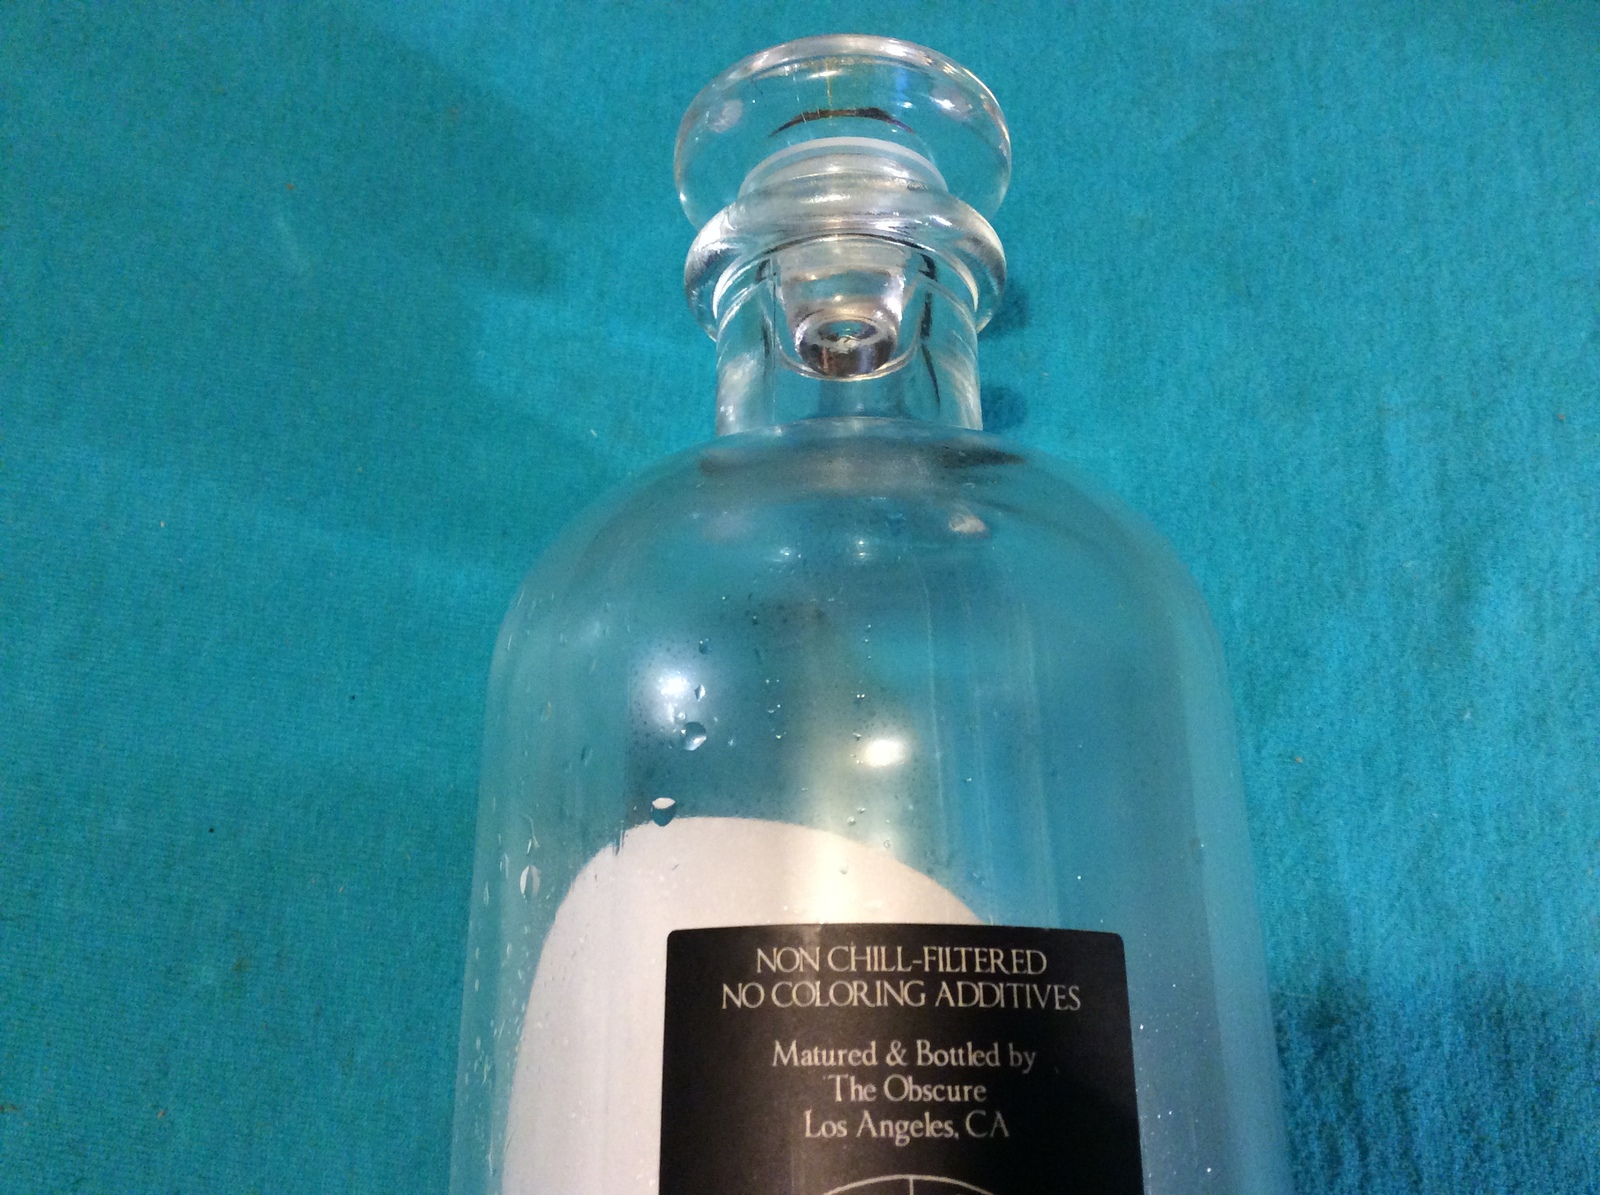 NON CHILL-FILTERED
NO COLORING ADDITIVES
Matured & Bottled by
The Obscure
Los Angeles, CA